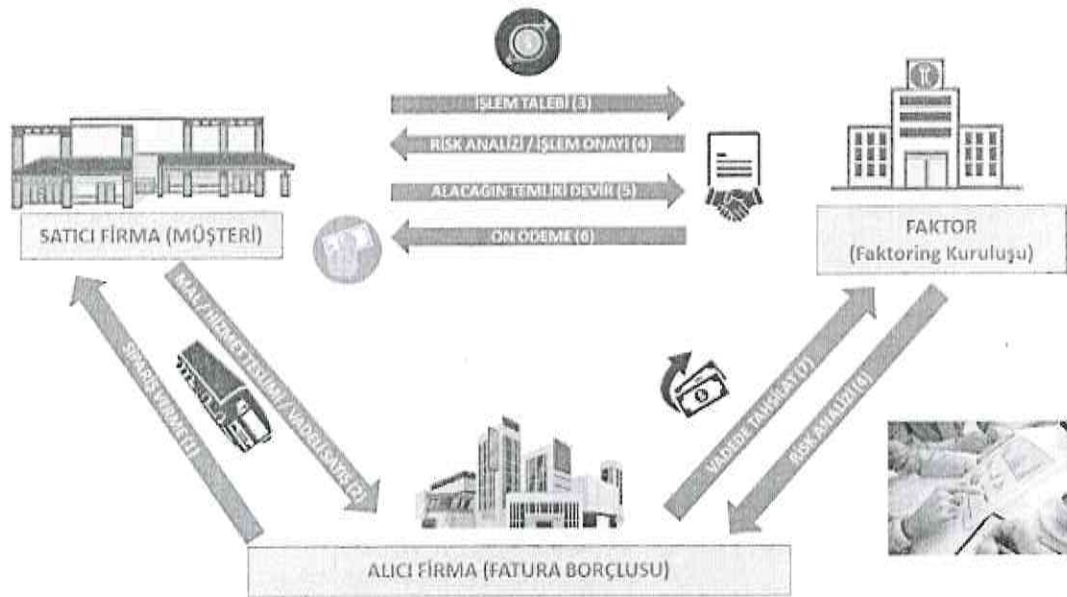 İŞLEM TALEBİ (3)
RİSK ANALİZİ / İŞLEM ONAYI (4)
ALACAĞIN TEMLİKİ DEVİR (5)
ÖN ÖDEME (6)
SATICI FİRMA (MÜŞTERİ)
FAKTOR
(Faktoring Kuruluşu)
SİPARİŞ VERME (1)
MAL / HİZMET TESLİMİ / VADELİ SATIŞ (2)
VADEDE TAHSİLAT (7)
RİSK ANALİZİ (4)
ALICI FİRMA (FATURA BORÇLUSU)